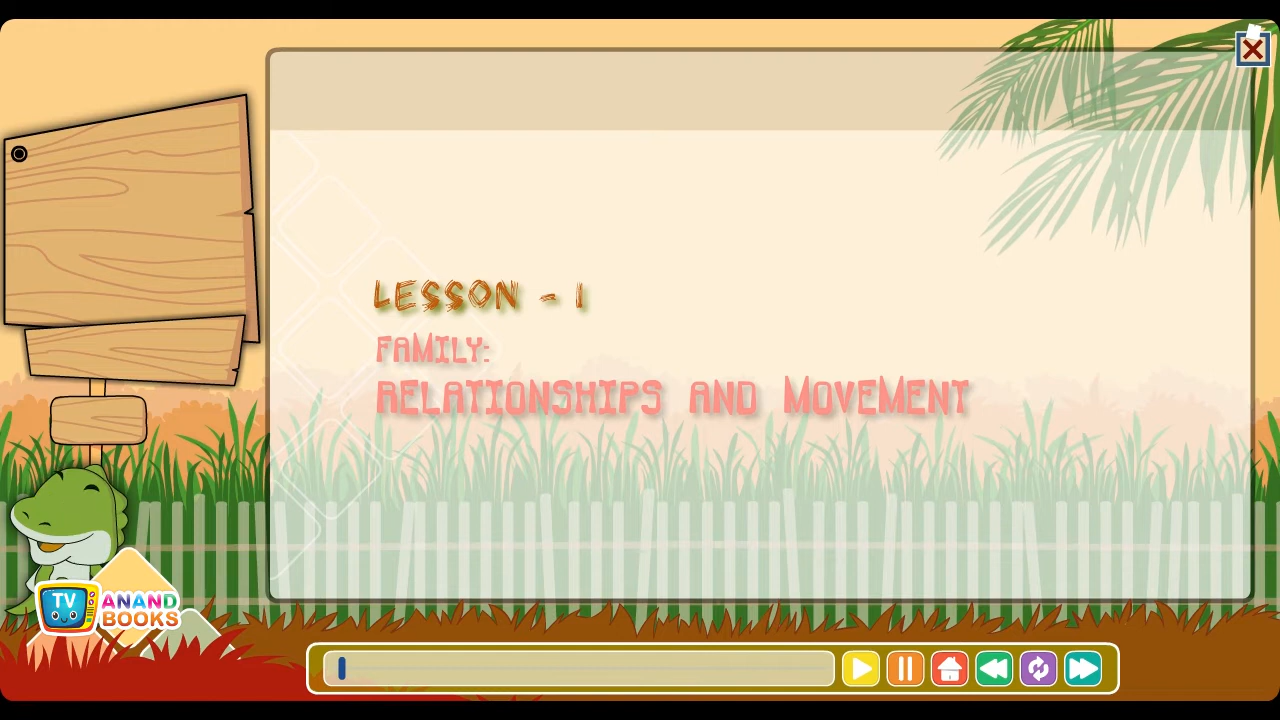 LESSON - 1
FAMILY:
RELATIONSHIPS AND MOVEMENT
TV
ANAND
BOOKS